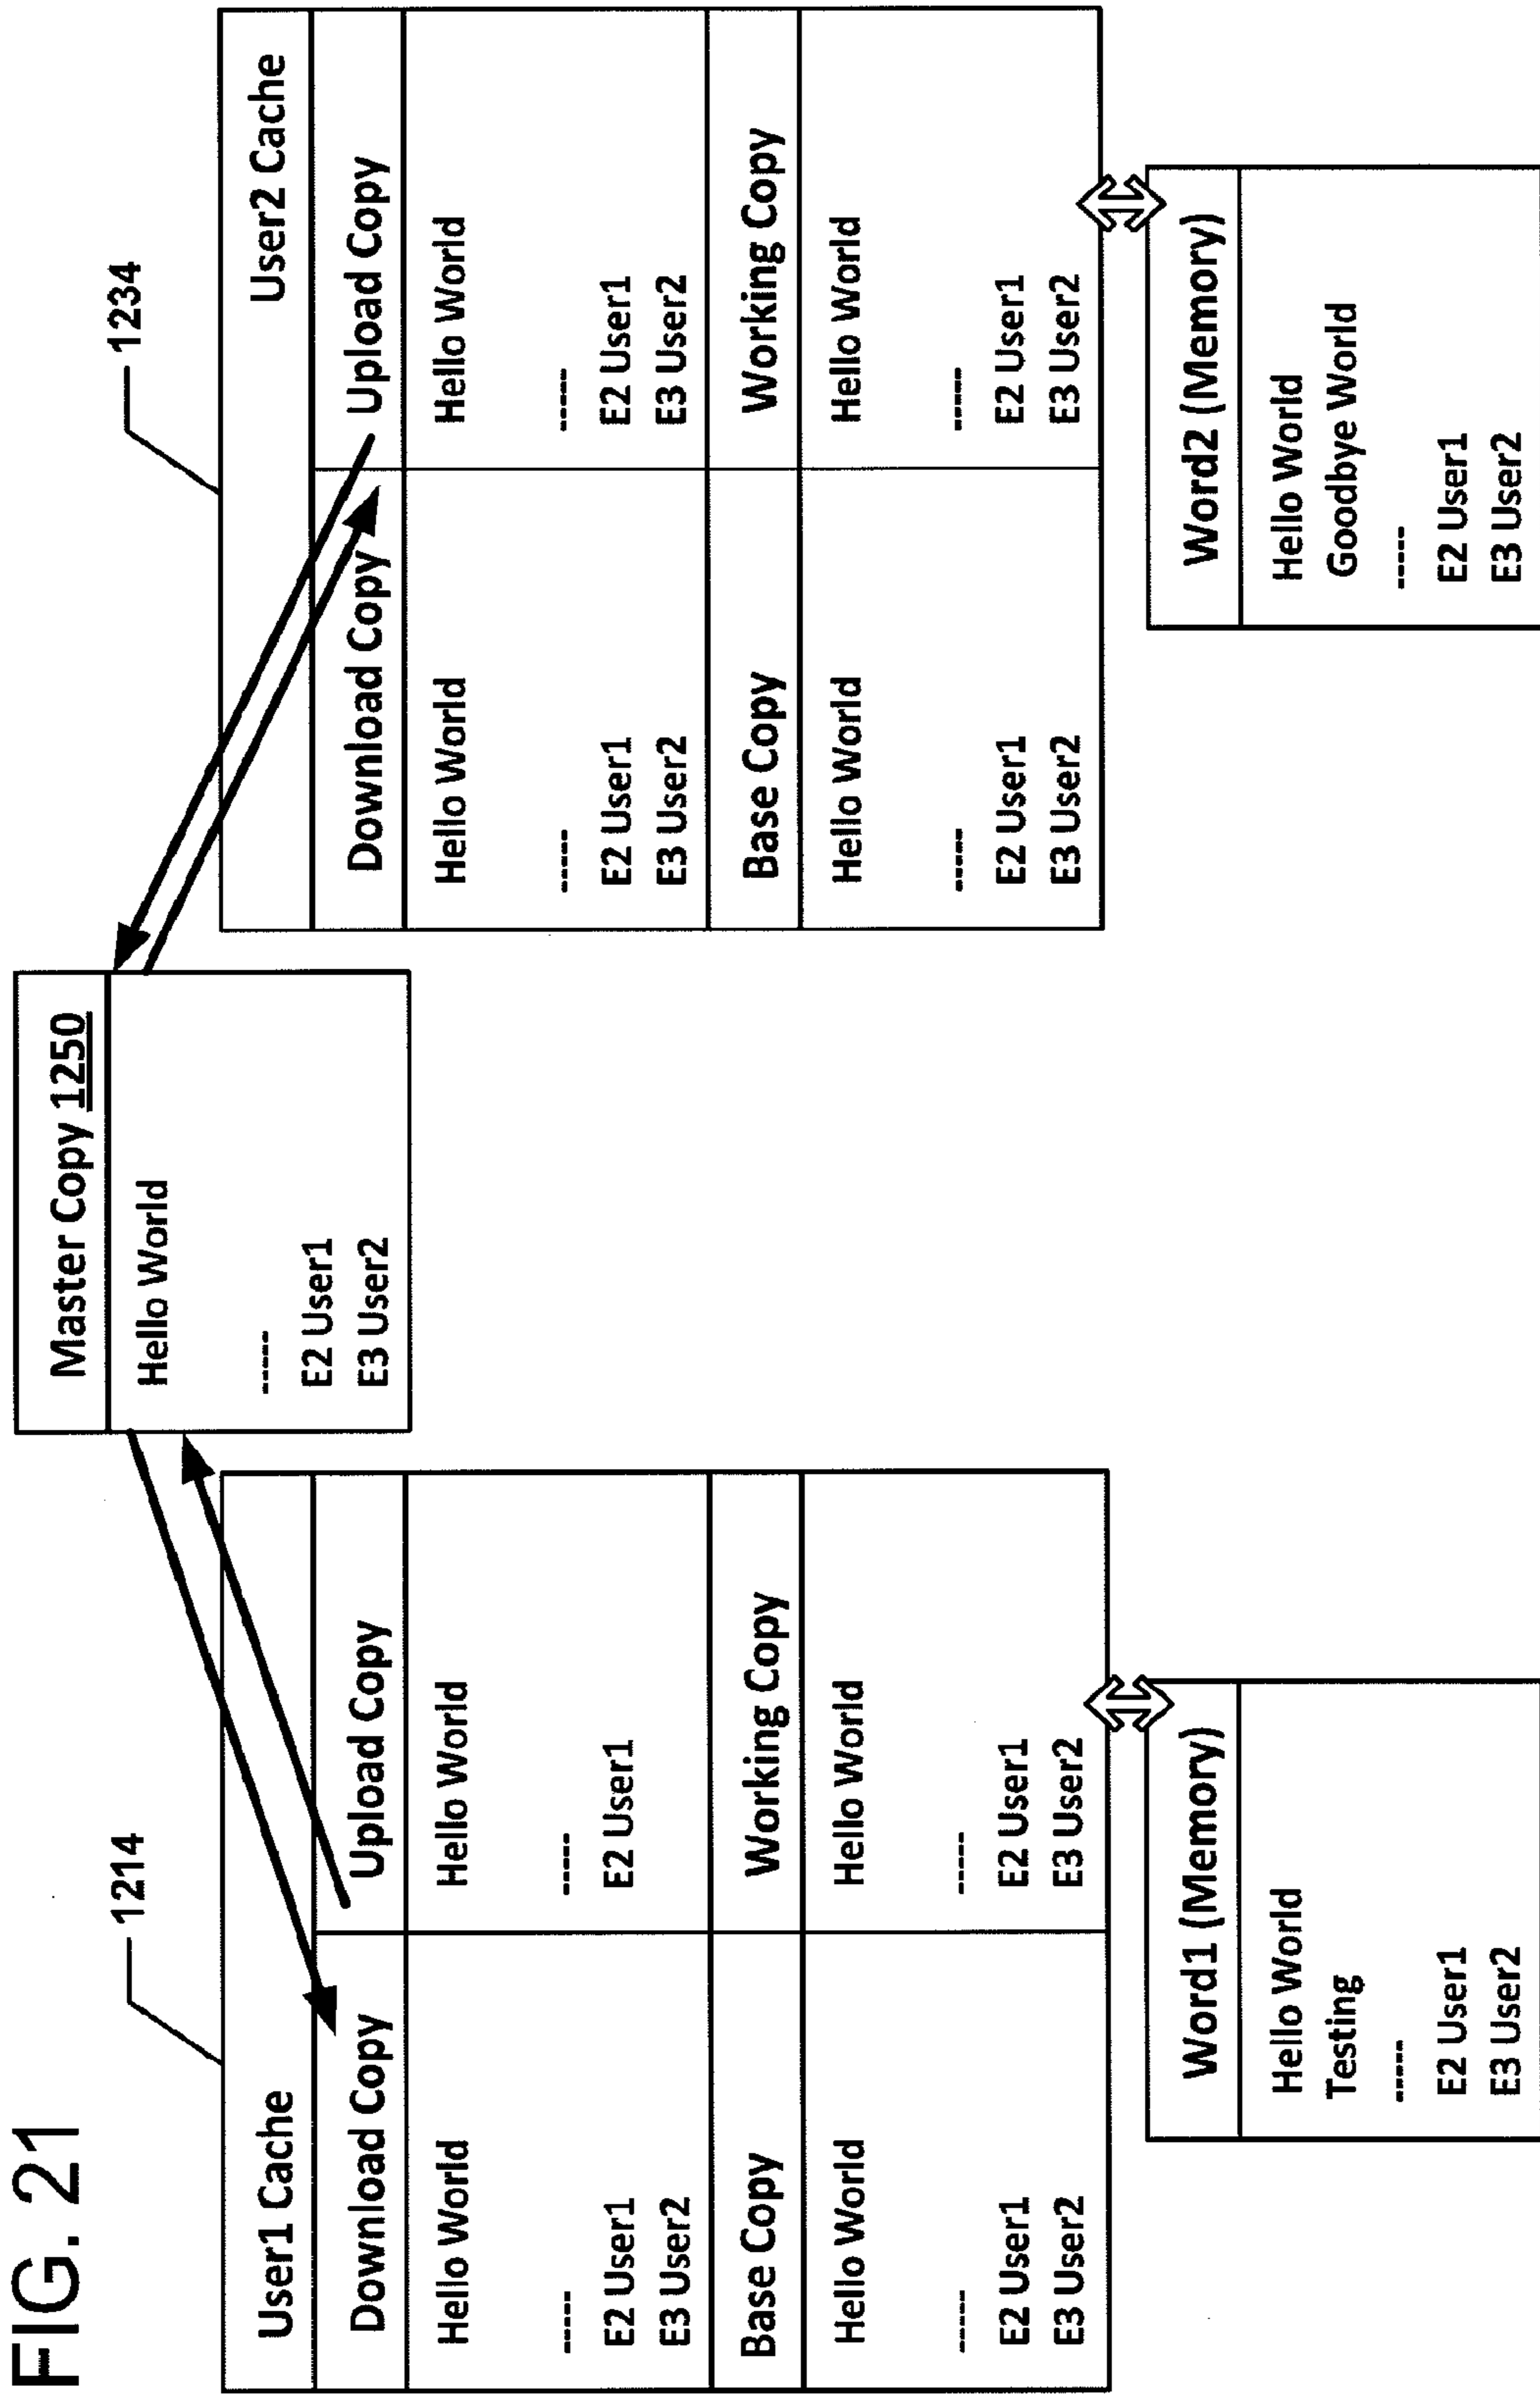 FIG. 21
Master Copy 1250
Hello World
-----
E2 User1
E3 User2
1214
User1 Cache
Download Copy
Hello World
-----
E2 User1
E3 User2
Upload Copy
Hello World
-----
E2 User1
Base Copy
Hello World
-----
E2 User1
E3 User2
Working Copy
Hello World
-----
E2 User1
E3 User2
Word1 (Memory)
Hello World
Testing
-----
E2 User1
E3 User2
1234
User2 Cache
Download Copy
Hello World
-----
E2 User1
E3 User2
Upload Copy
Hello World
-----
E2 User1
E3 User2
Base Copy
Hello World
-----
E2 User1
E3 User2
Working Copy
Hello World
-----
E2 User1
E3 User2
Word2 (Memory)
Hello World
Goodbye World
-----
E2 User1
E3 User2